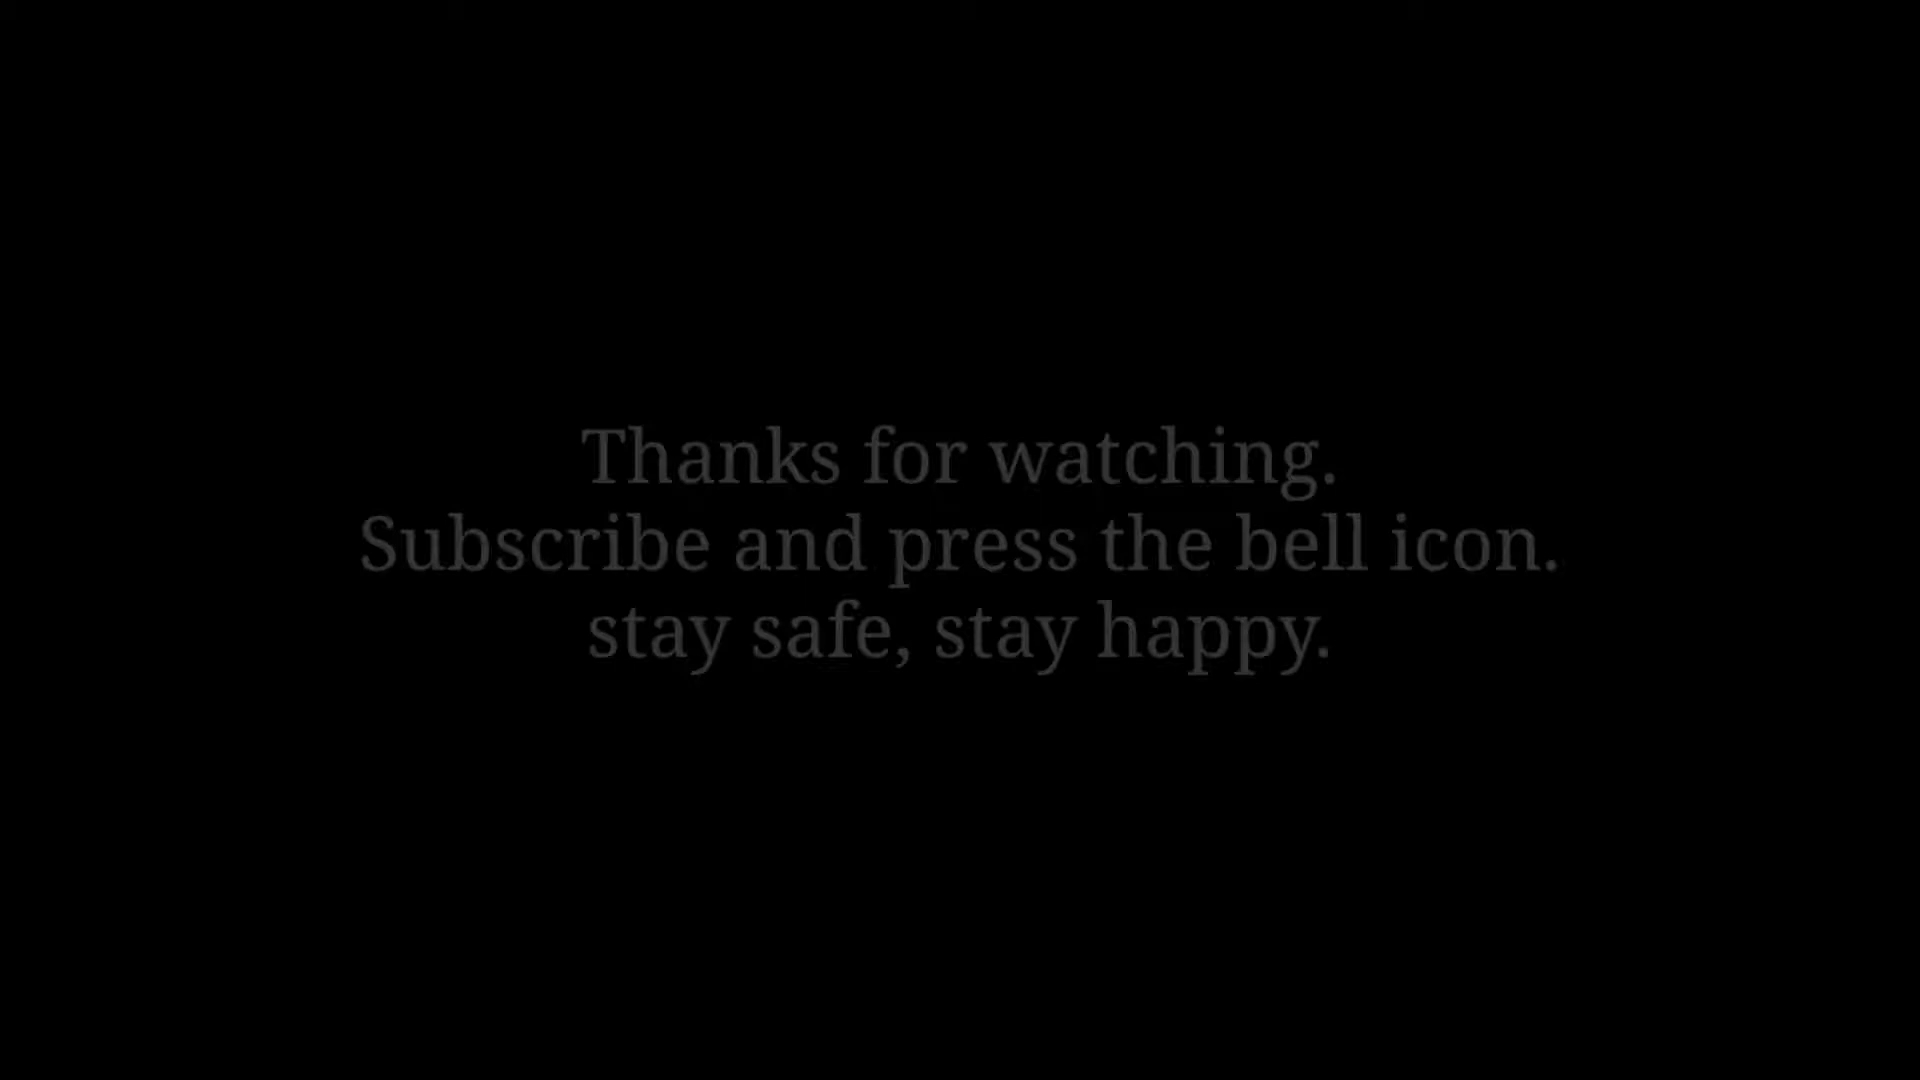 Thanks for watching.
Subscribe and press the bell icon.
stay safe, stay happy.